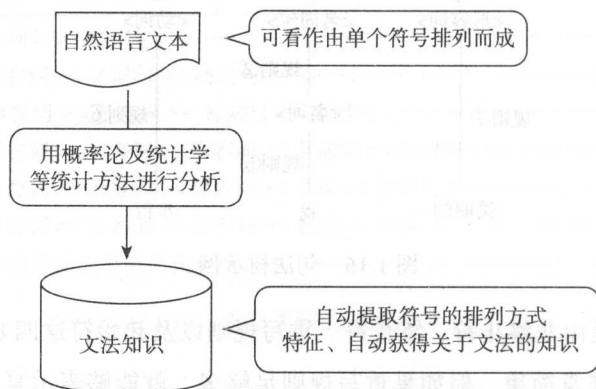 自然语言文本
可看作由单个符号排列而成
用概率论及统计学
等统计方法进行分析
文法知识
自动提取符号的排列方式
特征、自动获得关于文法的知识